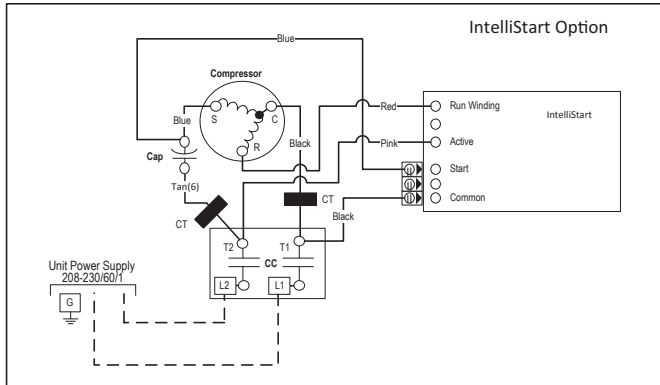 IntelliStart Option
Blue
Compressor
S
C
R
Blue
Cap
Tan(6)
CT
Black
CT
Red
Pink
Black
Run Winding
IntelliStart
Active
Start
Common
T2
CC
T1
L2
L1
Unit Power Supply
208-230/60/1
G